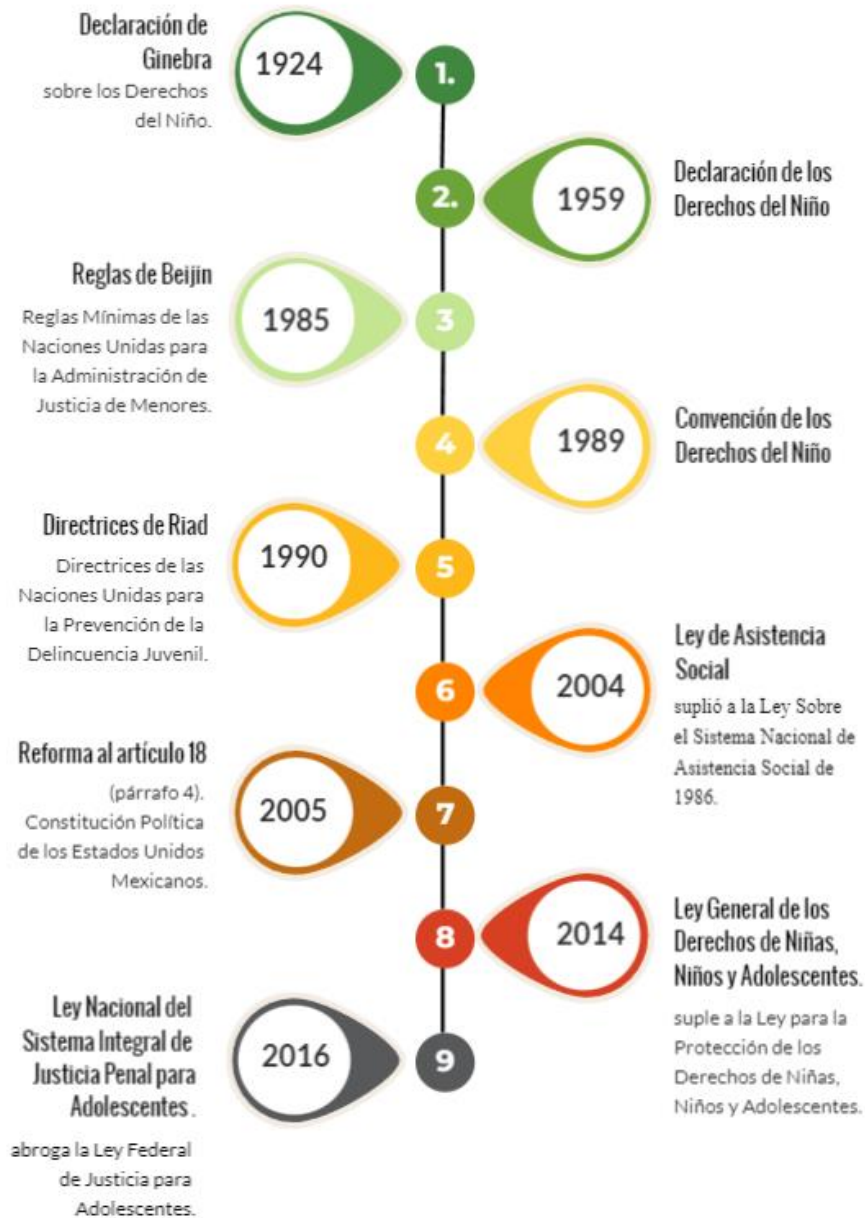 Declaración de
Ginebra
sobre los Derechos
del Niño.
1924
1.
2.
1959
Declaración de los
Derechos del Niño
Reglas de Beijin
Reglas Mínimas de las
Naciones Unidas para
la Administración de
Justicia de Menores.
1985
3
4
1989
Convención de los
Derechos del Niño
Directrices de Riad
Directrices de las
Naciones Unidas para
la Prevención de la
Delincuencia Juvenil.
1990
5
6
2004
Ley de Asistencia
Social
suplió a la Ley Sobre
el Sistema Nacional de
Asistencia Social de
1986.
Reforma al artículo 18
(párrafo 4).
Constitución Política
de los Estados Unidos
Mexicanos.
2005
7
8
2014
Ley General de los
Derechos de Niñas,
Niños y Adolescentes.
suple a la Ley para la
Protección de los
Derechos de Niñas,
Niños y Adolescentes.
Ley Nacional del
Sistema Integral de
Justicia Penal para
Adolescentes .
abroga la Ley Federal
de Justicia para
Adolescentes.
2016
9